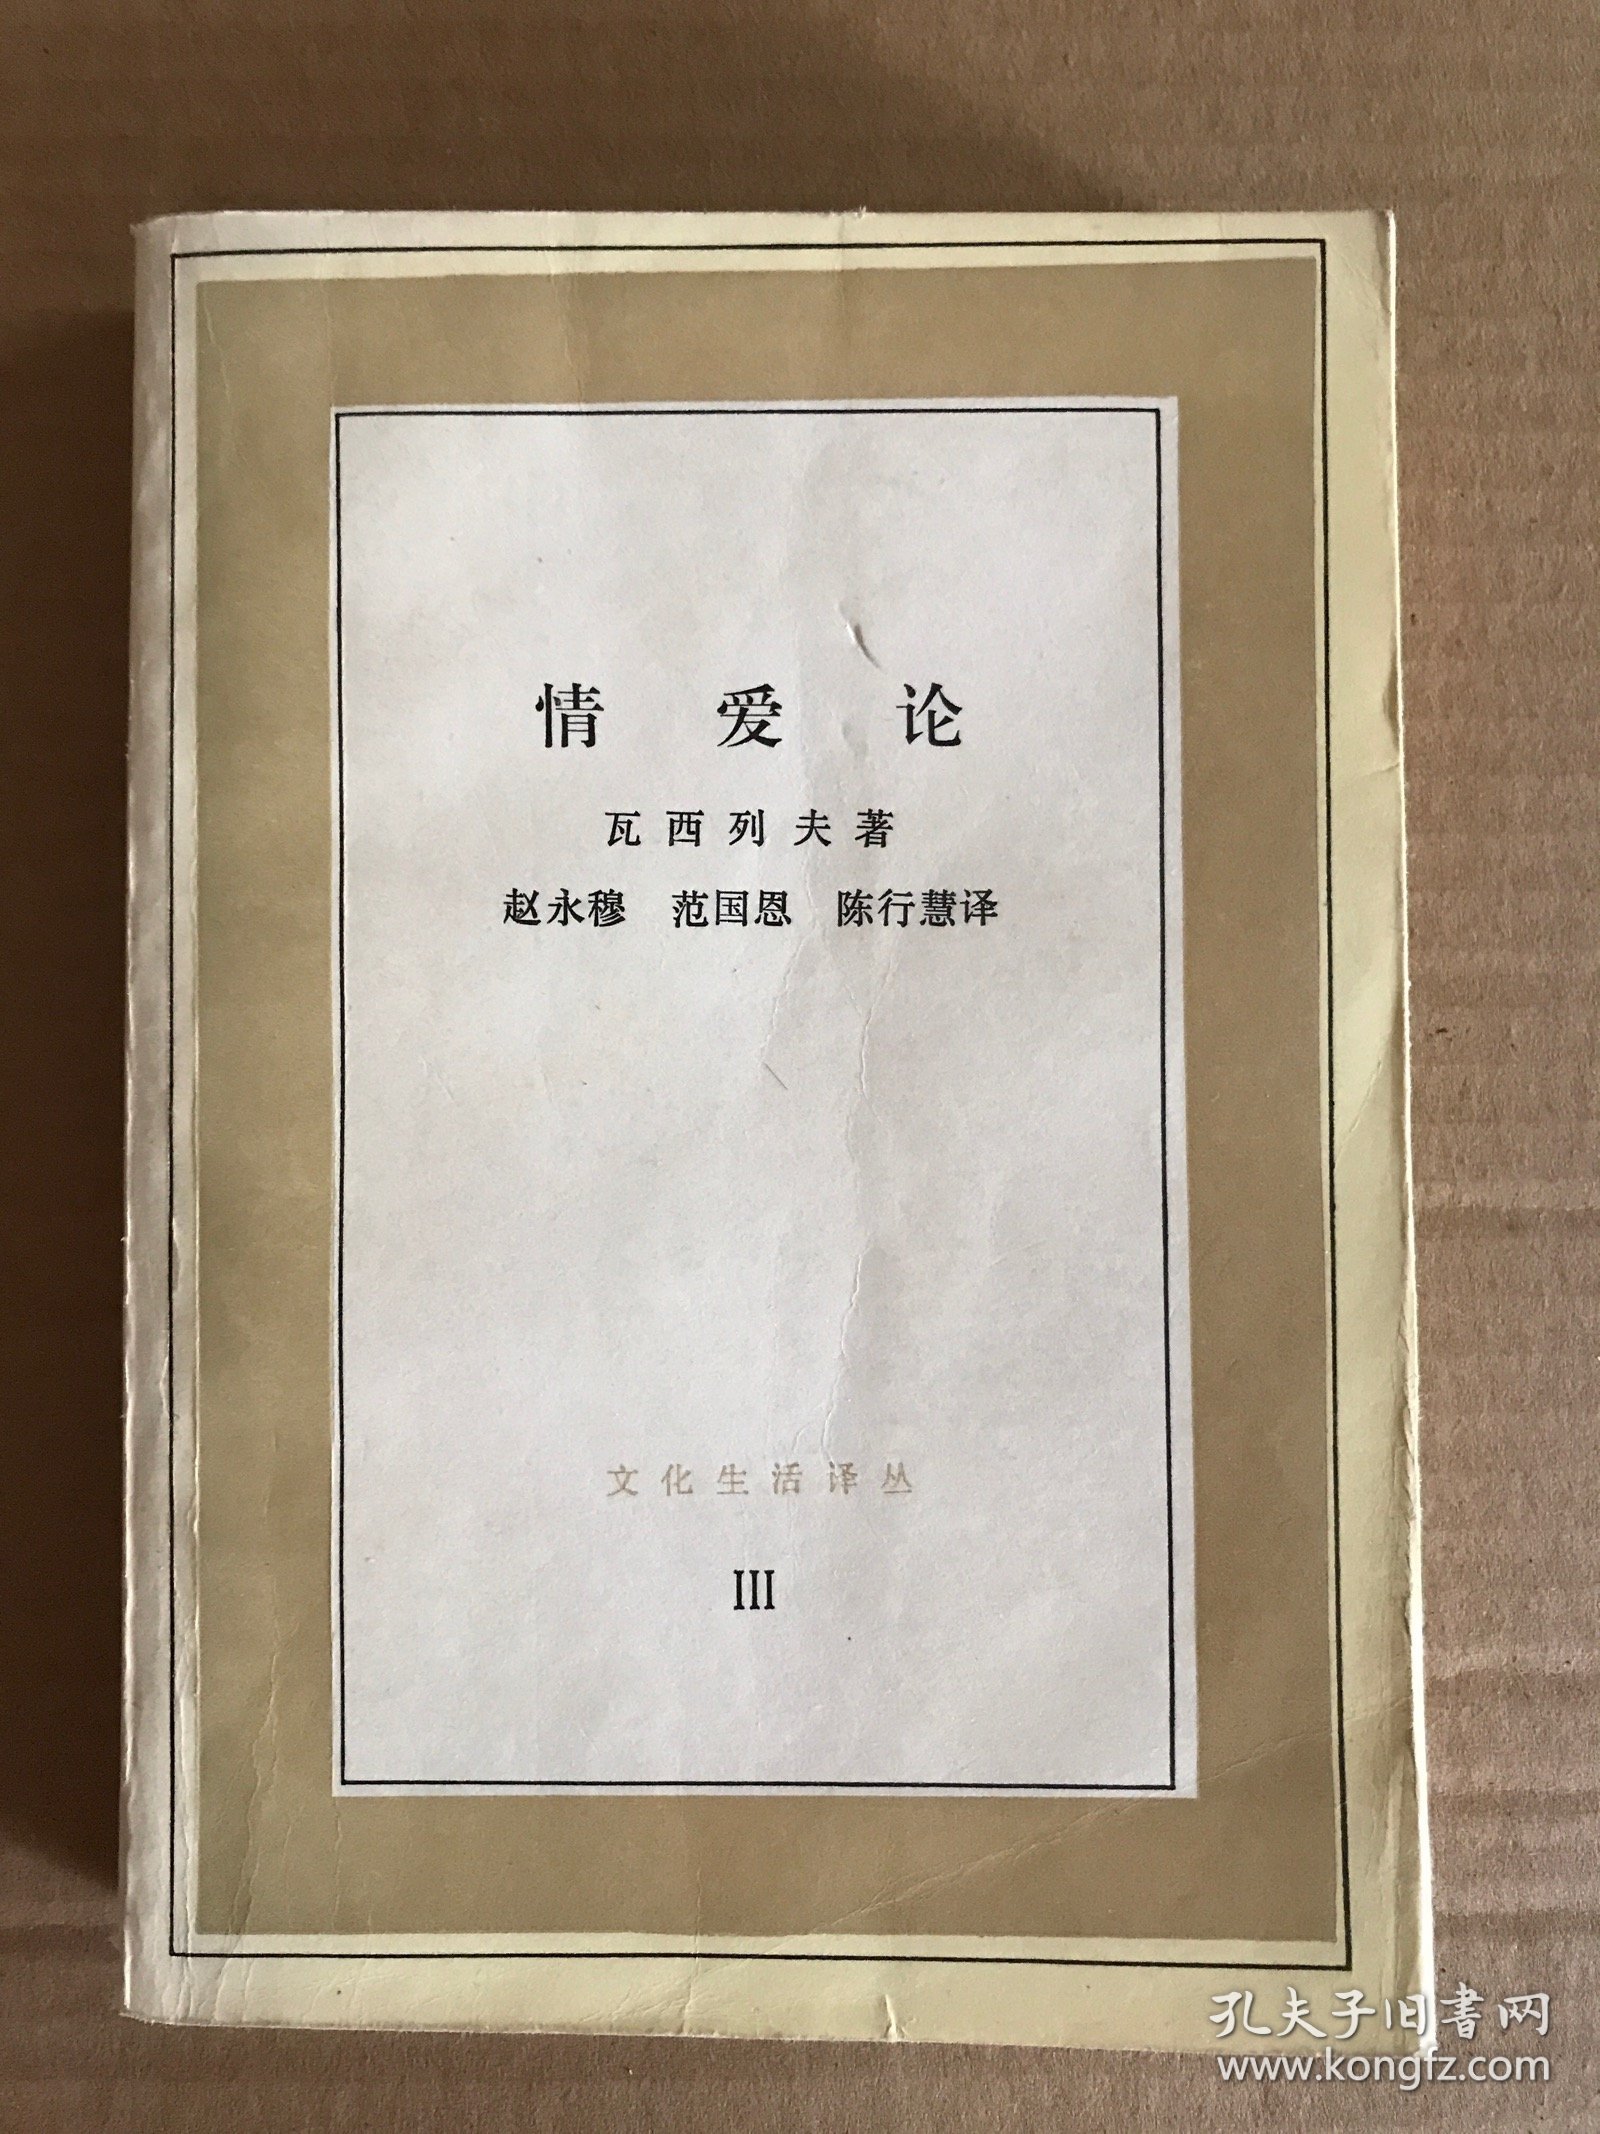 情爱论
瓦西列夫著
赵永穆 范国恩 陈行慧译
文化生活译丛
III
孔夫子旧書网
www.kongfz.com